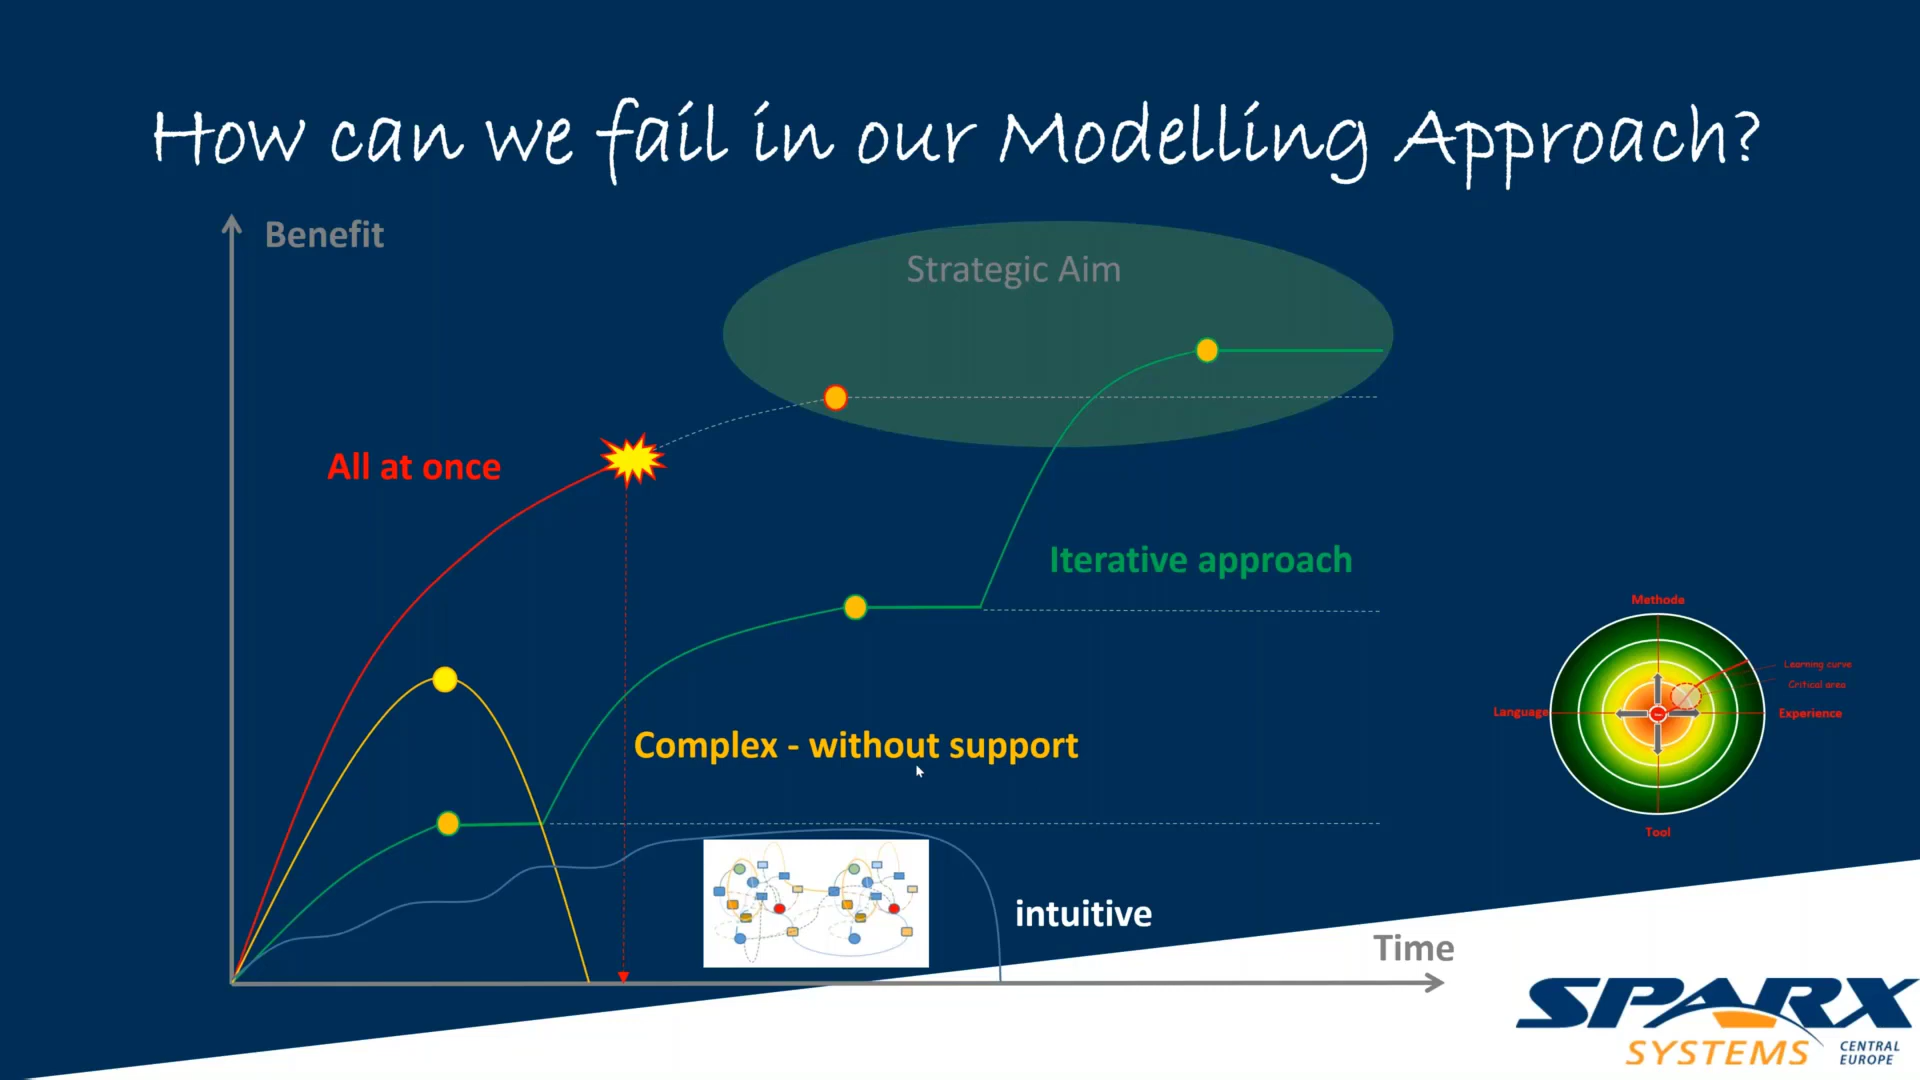 How can we fail in our Modelling Approach?
Benefit
Strategic Aim
All at once
Iterative approach
Methode
Learning curve
Critical area
Language
Experience
Complex - without support
Tool
intuitive
Time
SPARX
SYSTEMS
CENTRAL
EUROPE